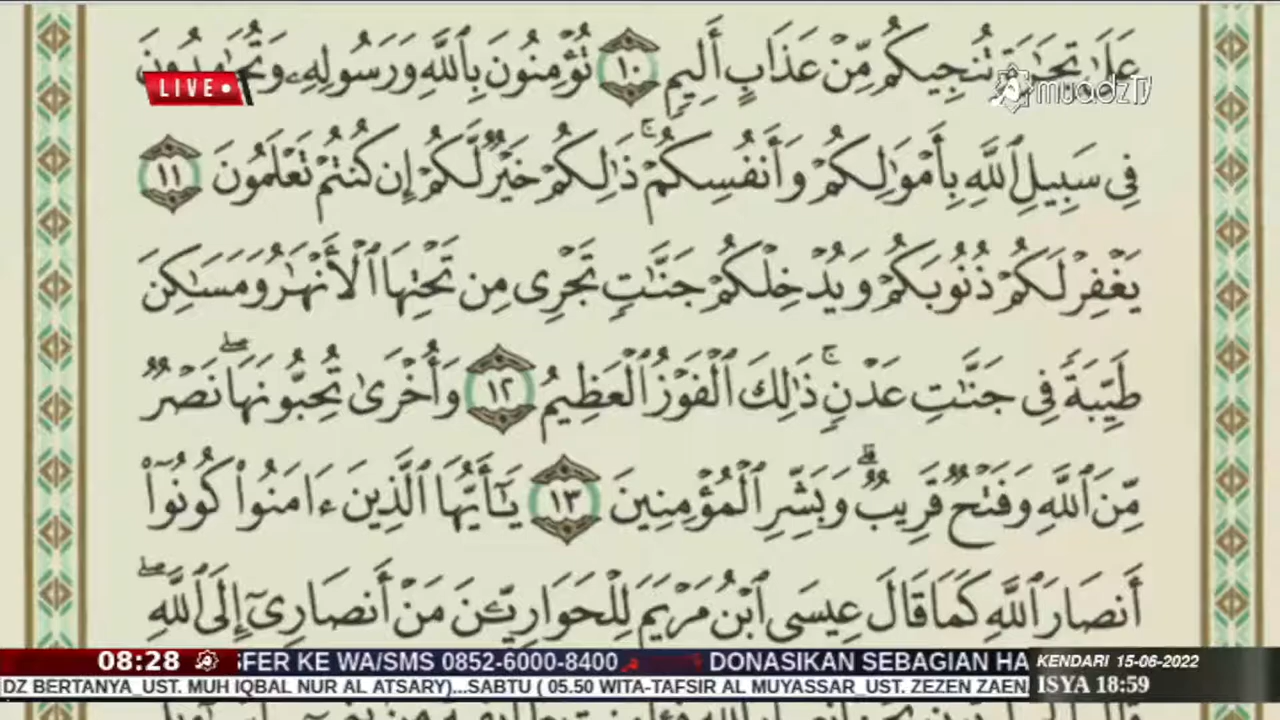 عَلَىٰ تِجَـٰرَةٍ تُنجِيكُم مِّنْ عَذَابٍ أَلِيمٍ ١٠ تُؤْمِنُونَ بِٱللَّهِ وَرَسُولِهِۦ وَتُجَـٰهِدُونَ
LIVE
muadzTV
فِى سَبِيلِ ٱللَّهِ بِأَمْوَٰلِكُمْ وَأَنفُسِكُمْ ۚ ذَٰلِكُمْ خَيْرٌ لَّكُمْ إِن كُنتُمْ تَعْلَمُونَ ١١
يَغْفِرْ لَكُمْ ذُنُوبَكُمْ وَيُدْخِلْكُمْ جَنَّـٰتٍ تَجْرِى مِن تَحْتِهَا ٱلْأَنْهَـٰرُ وَمَسَـٰكِنَ
طَيِّبَةً فِى جَنَّـٰتِ عَدْنٍ ۚ ذَٰلِكَ ٱلْفَوْزُ ٱلْعَظِيمُ ١٢ وَأُخْرَىٰ تُحِبُّونَهَا ۖ نَصْرٌ
مِّنَ ٱللَّهِ وَفَتْحٌ قَرِيبٌ ۗ وَبَشِّرِ ٱلْمُؤْمِنِينَ ١٣ يَـٰٓأَيُّهَا ٱلَّذِينَ ءَامَنُوا۟ كُونُوٓا۟
أَنصَارَ ٱللَّهِ كَمَا قَالَ عِيسَى ٱبْنُ مَرْيَمَ لِلْحَوَارِيِّـۧنَ مَنْ أَنصَارِىٓ إِلَى ٱللَّهِ ۖ
08:28 SFER KE WA/SMS 0852-6000-8400 DONASIKAN SEBAGIAN HA
KENDARI 15-06-2022
DZ BERTANYA_UST. MUH IQBAL NUR AL ATSARY)...SABTU ( 05.50 WITA-TAFSIR AL MUYASSAR_UST. ZEZEN ZAEN
ISYA 18:59